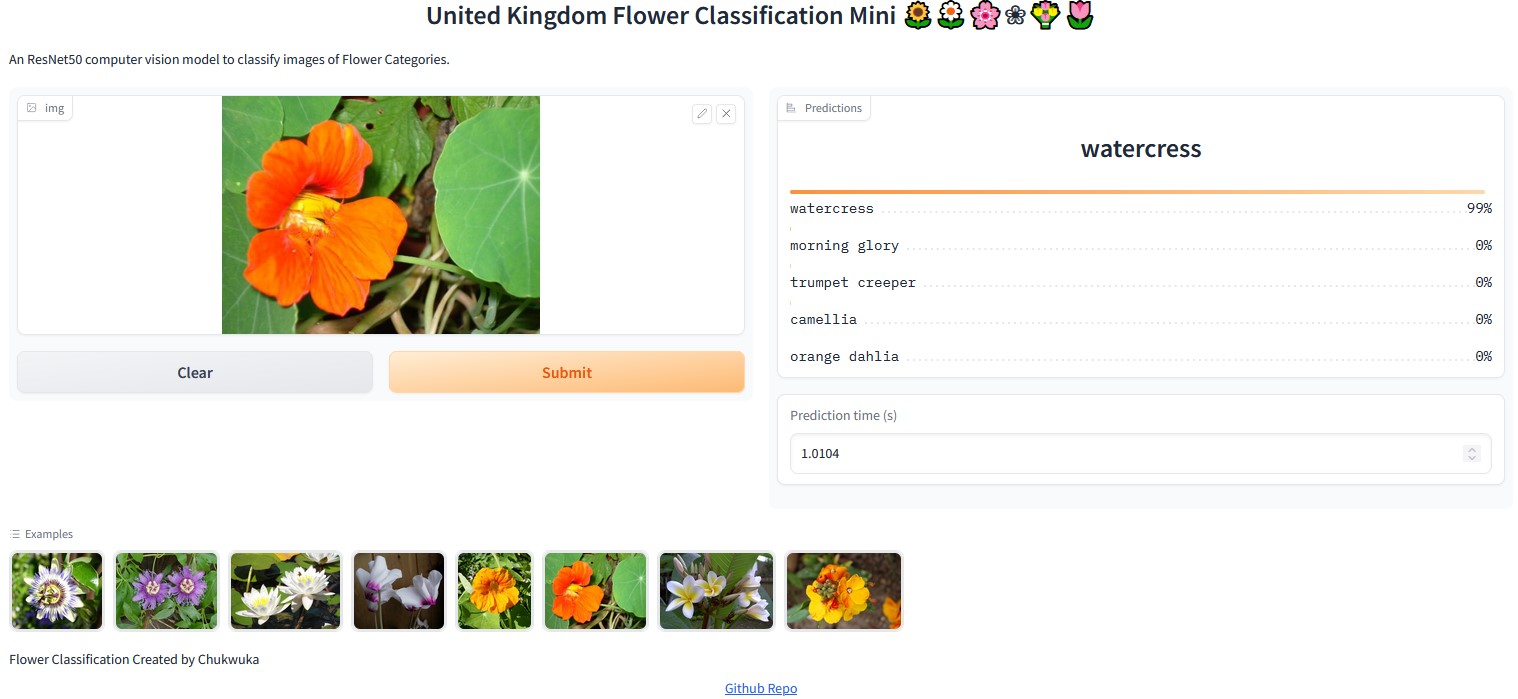 United Kingdom Flower Classification Mini 🌻🌼🌸❀💐🌷
An ResNet50 computer vision model to classify images of Flower Categories.
img
Clear
Submit
Predictions
watercress
watercress 99%
morning glory 0%
trumpet creeper 0%
camellia 0%
orange dahlia 0%
Prediction time (s)
1.0104
Examples
Flower Classification Created by Chukwuka
Github Repo